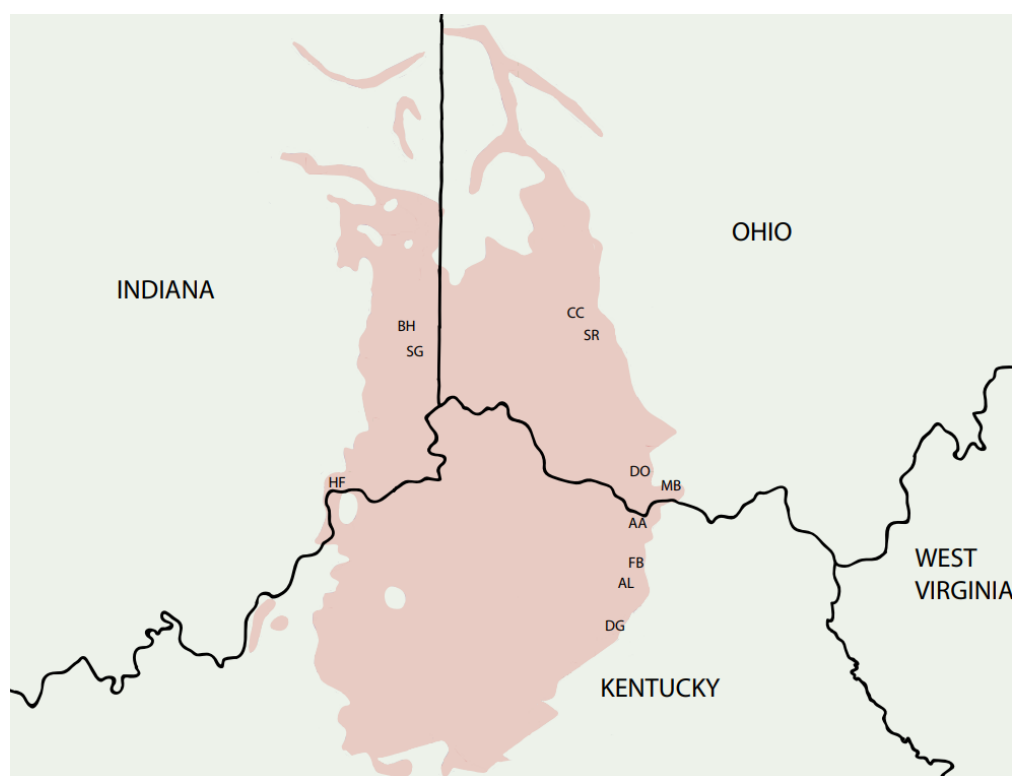 OHIO
INDIANA
CC
BH
SR
SG
DO
HF
MB
AA
FB
WEST
VIRGINIA
AL
DG
KENTUCKY